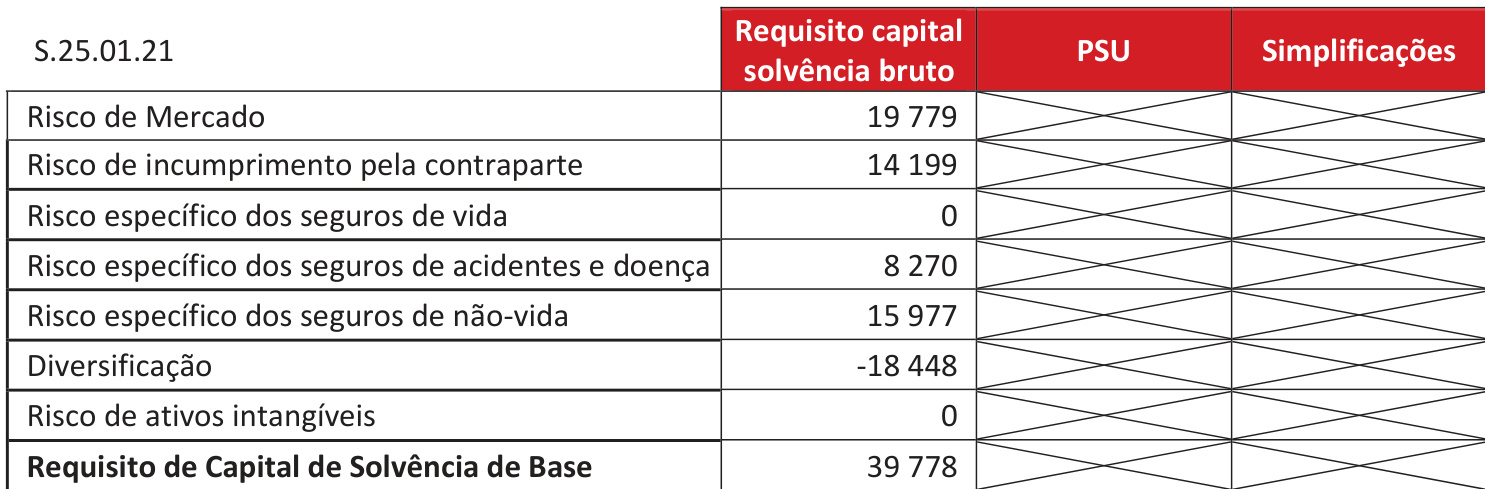 S.25.01.21
Requisito capital
solvência bruto
PSU
Simplificações
Risco de Mercado 19 779
Risco de incumprimento pela contraparte 14 199
Risco específico dos seguros de vida 0
Risco específico dos seguros de acidentes e doença 8 270
Risco específico dos seguros de não-vida 15 977
Diversificação -18 448
Risco de ativos intangíveis 0
Requisito de Capital de Solvência de Base 39 778